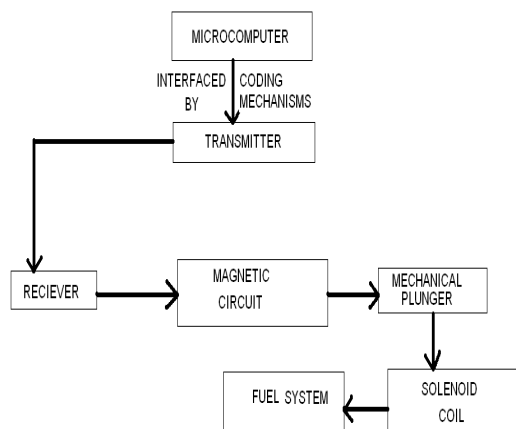 MICROCOMPUTER
INTERFACED CODING
BY MECHANISMS
TRANSMITTER
RECIEVER
MAGNETIC
CIRCUIT
MECHANICAL
PLUNGER
SOLENOID
COIL
FUEL SYSTEM